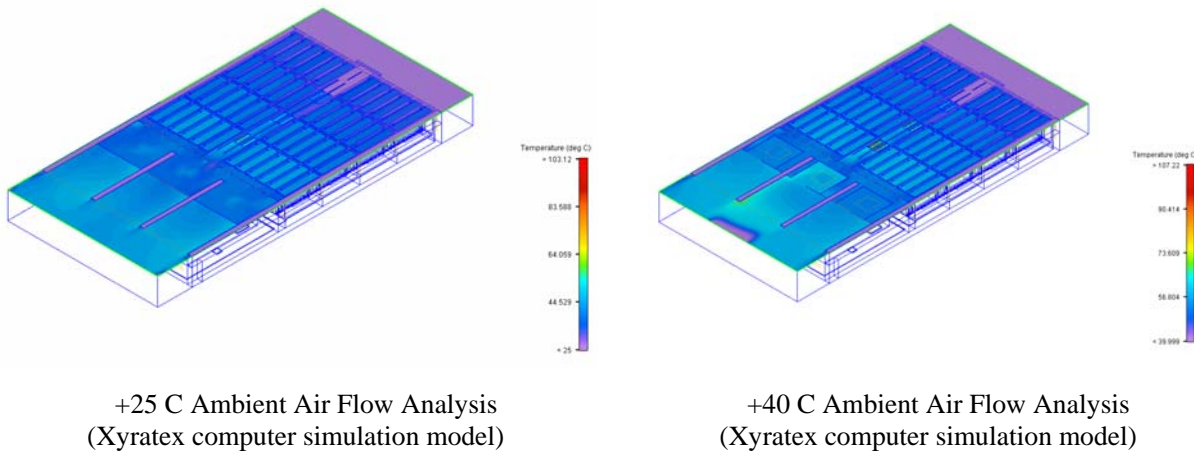 Temperature (deg C)
> 103.12
83.588
64.059
44.529
< 25
Temperature (deg C)
> 107.22
90.414
73.609
56.804
< 39.999
+25 C Ambient Air Flow Analysis
(Xyratex computer simulation model)
+40 C Ambient Air Flow Analysis
(Xyratex computer simulation model)